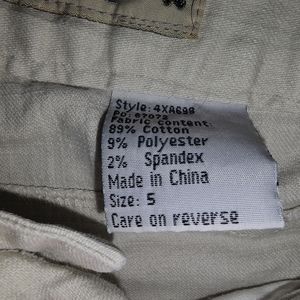 Style: 4XA698
PO: 67072
Fabric content:
89% Cotton
9% Polyester
2% Spandex
Made in China
Size: 5
Care on reverse